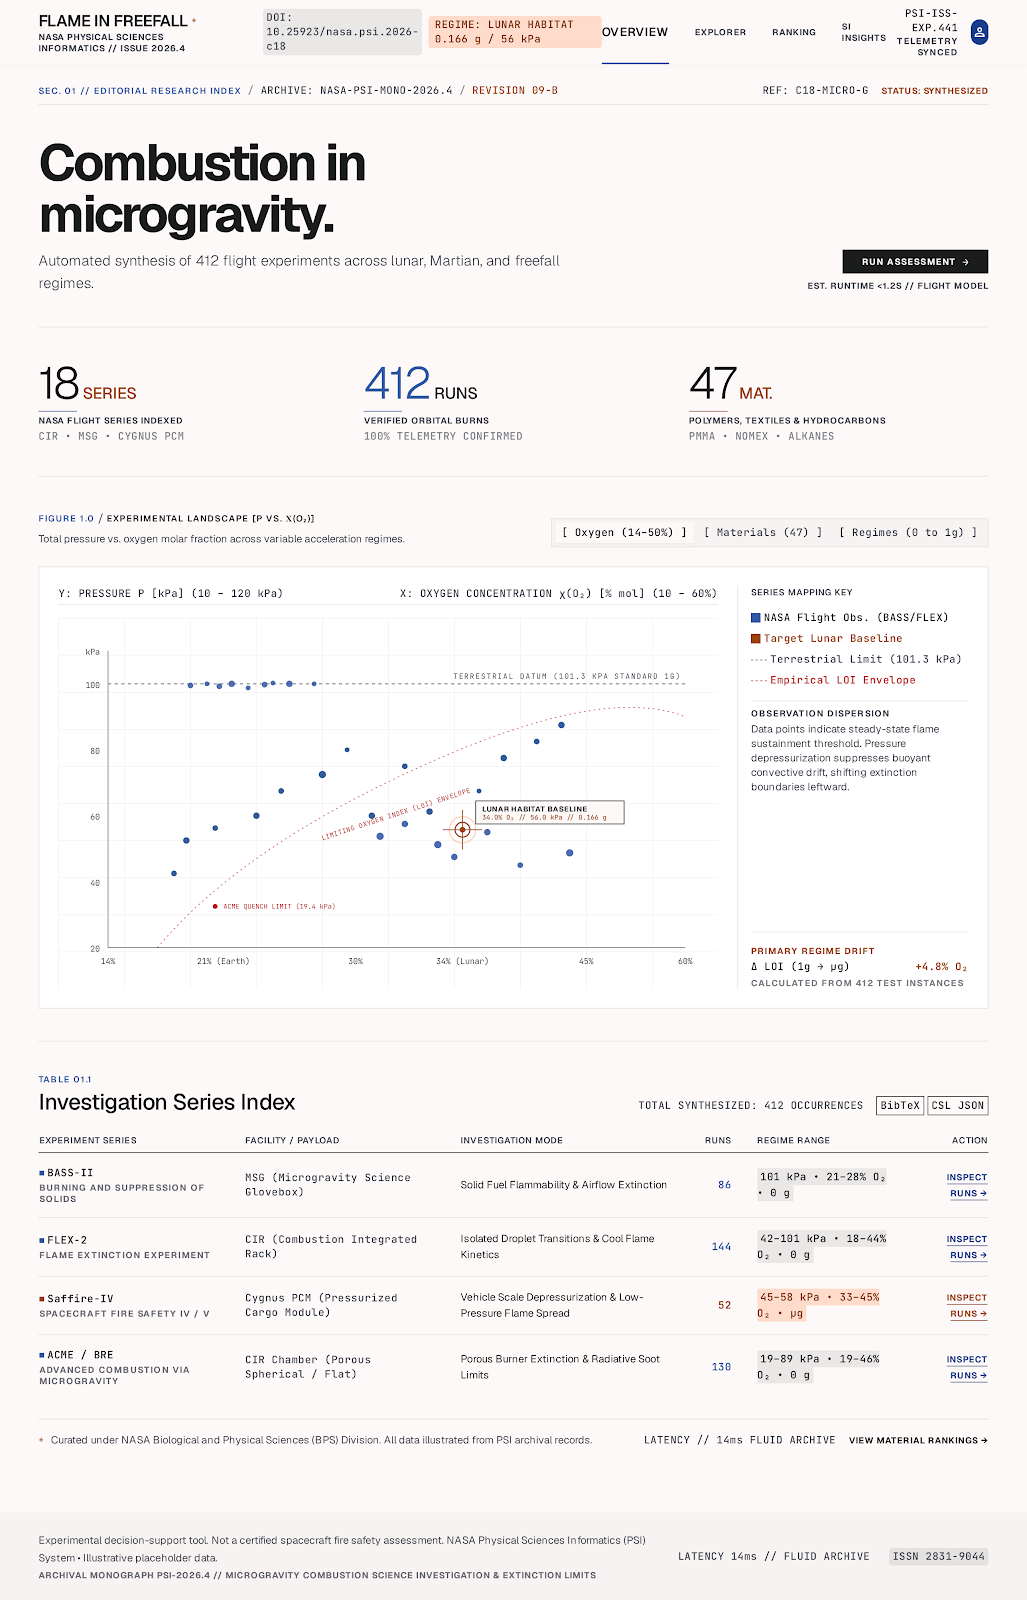 FLAME IN FREEFALL *
NASA PHYSICAL SCIENCES
INFORMATICS // ISSUE 2026.4
DOI:
10.25923/nasa.psi.2026-
c18
REGIME: LUNAR HABITAT
0.166 g / 56 kPa
OVERVIEW
EXPLORER
RANKING
SI
INSIGHTS
PSI-ISS-
EXP.441
TELEMETRY
SYNCED
SEC. 01 // EDITORIAL RESEARCH INDEX / ARCHIVE: NASA-PSI-MONO-2026.4 / REVISION 09-B
REF: C18-MICRO-G STATUS: SYNTHESIZED
Combustion in
microgravity.
Automated synthesis of 412 flight experiments across lunar, Martian, and freefall
regimes.
RUN ASSESSMENT →
EST. RUNTIME <1.2S // FLIGHT MODEL
18 SERIES
NASA FLIGHT SERIES INDEXED
CIR • MSG • CYGNUS PCM
412 RUNS
VERIFIED ORBITAL BURNS
100% TELEMETRY CONFIRMED
47 MAT.
POLYMERS, TEXTILES & HYDROCARBONS
PMMA • NOMEX • ALKANES
FIGURE 1.0 / EXPERIMENTAL LANDSCAPE [P VS. X(O₂)]
Total pressure vs. oxygen molar fraction across variable acceleration regimes.
[ Oxygen (14–50%) ] [ Materials (47) ] [ Regimes (0 to 1g) ]
Y: PRESSURE P [kPa] (10 – 120 kPa)
X: OXYGEN CONCENTRATION χ(O₂) [% mol] (10 – 60%)
kPa
100
80
60
40
20
TERRESTRIAL DATUM (101.3 KPA STANDARD 1G)
LIMITING OXYGEN INDEX (LOI) ENVELOPE
LUNAR HABITAT BASELINE
34.0% O₂ // 56.0 kPa // 0.166 g
ACME QUENCH LIMIT (19.4 kPa)
14%
21% (Earth)
30%
34% (Lunar)
45%
60%
SERIES MAPPING KEY
NASA Flight Obs. (BASS/FLEX)
Target Lunar Baseline
Terrestrial Limit (101.3 kPa)
Empirical LOI Envelope
OBSERVATION DISPERSION
Data points indicate steady-state flame
sustainment threshold. Pressure
depressurization suppresses buoyant
convective drift, shifting extinction
boundaries leftward.
PRIMARY REGIME DRIFT
Δ LOI (1g → µg) +4.8% O₂
CALCULATED FROM 412 TEST INSTANCES
TABLE 01.1
Investigation Series Index
TOTAL SYNTHESIZED: 412 OCCURRENCES BibTeX CSL JSON
EXPERIMENT SERIES FACILITY / PAYLOAD INVESTIGATION MODE RUNS REGIME RANGE ACTION
BASS-II
BURNING AND SUPPRESSION OF
SOLIDS
MSG (Microgravity Science
Glovebox)
Solid Fuel Flammability & Airflow Extinction
86
101 kPa • 21–28% O₂
• 0 g
INSPECT
RUNS →
FLEX-2
FLAME EXTINCTION EXPERIMENT
CIR (Combustion Integrated
Rack)
Isolated Droplet Transitions & Cool Flame
Kinetics
144
42–101 kPa • 18–44%
O₂ • 0 g
INSPECT
RUNS →
Saffire-IV
SPACECRAFT FIRE SAFETY IV / V
Cygnus PCM (Pressurized
Cargo Module)
Vehicle Scale Depressurization & Low-
Pressure Flame Spread
52
45–58 kPa • 33–45%
O₂ • µg
INSPECT
RUNS →
ACME / BRE
ADVANCED COMBUSTION VIA
MICROGRAVITY
CIR Chamber (Porous
Spherical / Flat)
Porous Burner Extinction & Radiative Soot
Limits
130
19–89 kPa • 19–46%
O₂ • 0 g
INSPECT
RUNS →
* Curated under NASA Biological and Physical Sciences (BPS) Division. All data illustrated from PSI archival records.
LATENCY // 14ms FLUID ARCHIVE VIEW MATERIAL RANKINGS →
Experimental decision-support tool. Not a certified spacecraft fire safety assessment. NASA Physical Sciences Informatics (PSI)
System • Illustrative placeholder data.
ARCHIVAL MONOGRAPH PSI-2026.4 // MICROGRAVITY COMBUSTION SCIENCE INVESTIGATION & EXTINCTION LIMITS
LATENCY 14ms // FLUID ARCHIVE ISSN 2831-9044